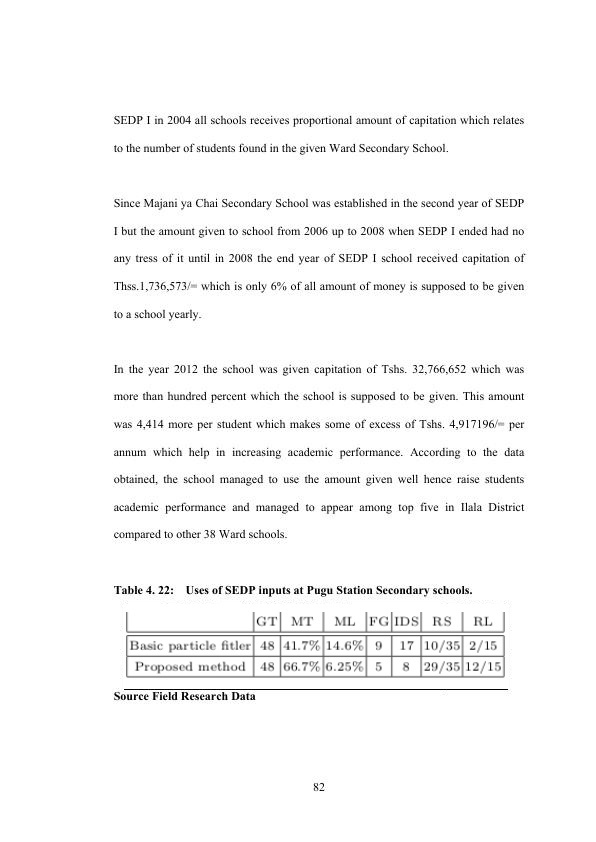 SEDP I in 2004 all schools receives proportional amount of capitation which relates
to the number of students found in the given Ward Secondary School.
Since Majani ya Chai Secondary School was established in the second year of SEDP
I but the amount given to school from 2006 up to 2008 when SEDP I ended had no
any tress of it until in 2008 the end year of SEDP I school received capitation of
Thss.1,736,573/= which is only 6% of all amount of money is supposed to be given
to a school yearly.
In the year 2012 the school was given capitation of Tshs. 32,766,652 which was
more than hundred percent which the school is supposed to be given. This amount
was 4,414 more per student which makes some of excess of Tshs. 4,917196/= per
annum which help in increasing academic performance. According to the data
obtained, the school managed to use the amount given well hence raise students
academic performance and managed to appear among top five in Ilala District
compared to other 38 Ward schools.
Table 4. 22: Uses of SEDP inputs at Pugu Station Secondary schools.
GT MT ML FG IDS RS RL
Basic particle fitler 48 41.7% 14.6% 9 17 10/35 2/15
Proposed method 48 66.7% 6.25% 5 8 29/35 12/15
Source Field Research Data
82